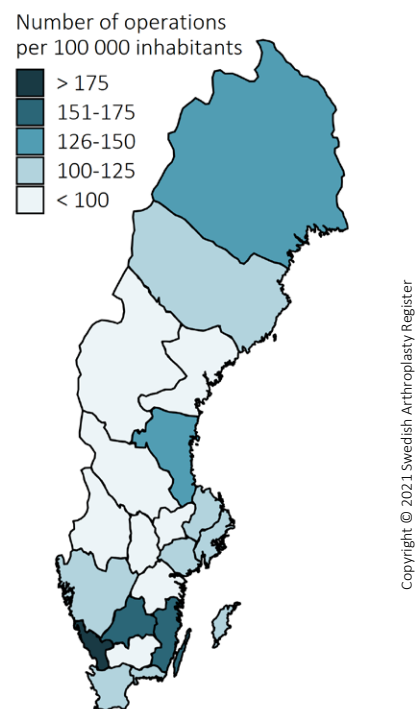 Number of operations
per 100 000 inhabitants
> 175
151-175
126-150
100-125
< 100
Copyright © 2021 Swedish Arthroplasty Register